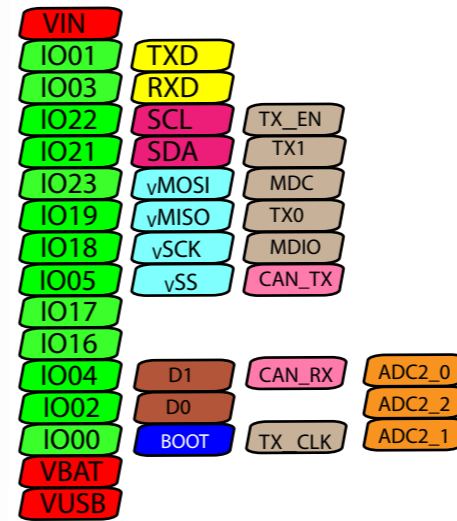 VIN
IO01 TXD
IO03 RXD
IO22 SCL TX_EN
IO21 SDA TX1
IO23 vMOSI MDC
IO19 vMISO TX0
IO18 vSCK MDIO
IO05 vSS CAN_TX
IO17
IO16
IO04 D1 CAN_RX ADC2_0
IO02 D0 ADC2_2
IO00 BOOT TX_CLK ADC2_1
VBAT
VUSB